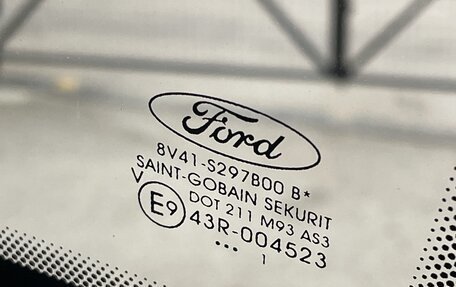 Ford
8V41-S297B00 B*
SAINT-GOBAIN SEKURIT
V DOT 211 M93 AS3
E9 43R-004523
... 1